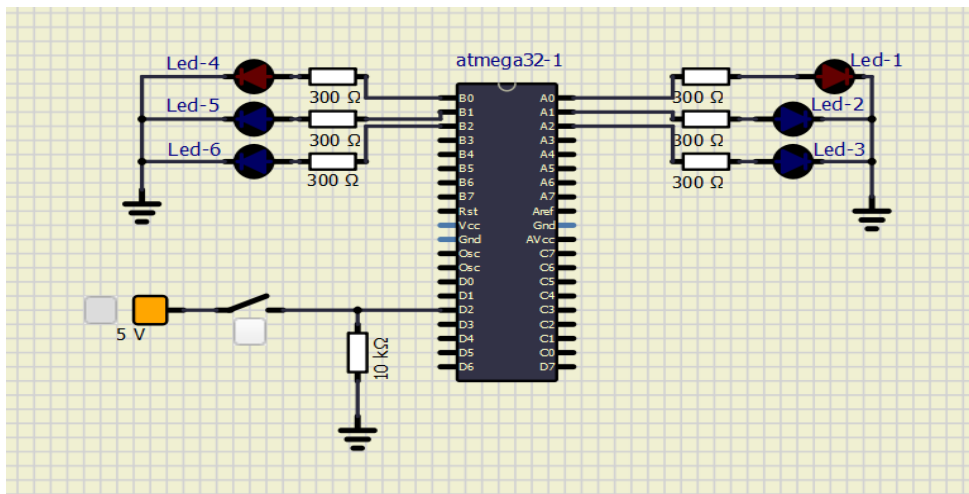 atmega32-1
Led-4
300 Ω
Led-5
300 Ω
Led-6
300 Ω
Led-1
300 Ω
Led-2
300 Ω
Led-3
300 Ω
B0 A0
B1 A1
B2 A2
B3 A3
B4 A4
B5 A5
B6 A6
B7 A7
Rst Aref
Vcc Gnd
Gnd AVcc
Osc C7
Osc C6
D0 C5
D1 C4
D2 C3
D3 C2
D4 C1
D5 C0
D6 D7
5 V
10 kΩ